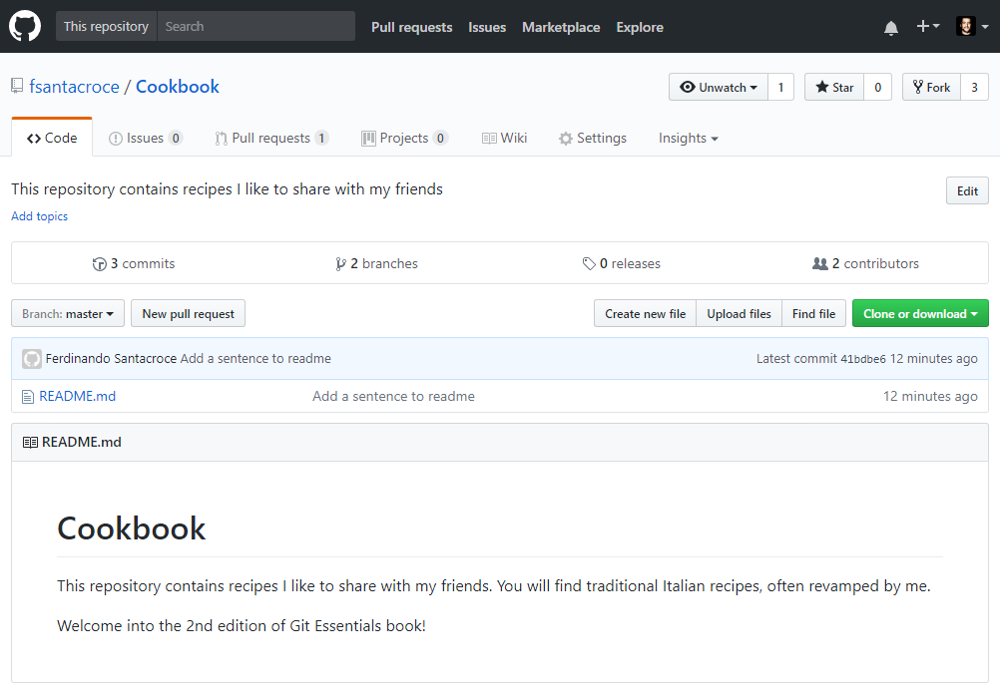 This repository Search Pull requests Issues Marketplace Explore
fsantacroce / Cookbook Unwatch 1 Star 0 Fork 3
Code Issues 0 Pull requests 1 Projects 0 Wiki Settings Insights
This repository contains recipes I like to share with my friends Edit
Add topics
3 commits 2 branches 0 releases 2 contributors
Branch: master New pull request Create new file Upload files Find file Clone or download
Ferdinando Santacroce Add a sentence to readme Latest commit 41bdbe6 12 minutes ago
README.md Add a sentence to readme 12 minutes ago
README.md
Cookbook
This repository contains recipes I like to share with my friends. You will find traditional Italian recipes, often revamped by me.
Welcome into the 2nd edition of Git Essentials book!